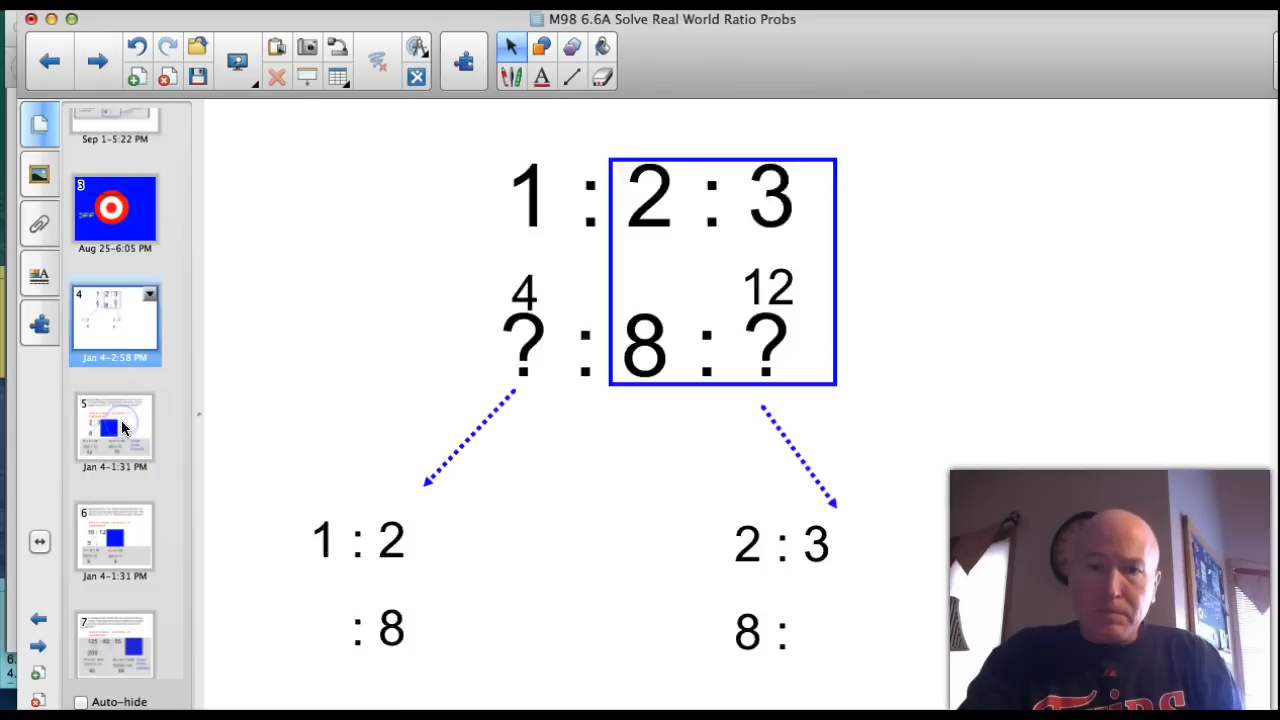 M98 6.6A Solve Real World Ratio Probs
Sep 1-5:22 PM
3
OFF
Aug 25-6:05 PM
4
Jan 4-2:58 PM
5
Jan 4-1:31 PM
6
Jan 4-1:31 PM
7
Auto-hide
1 : 2 : 3
4 12
? : 8 : ?
1 : 2
: 8
2 : 3
8 :